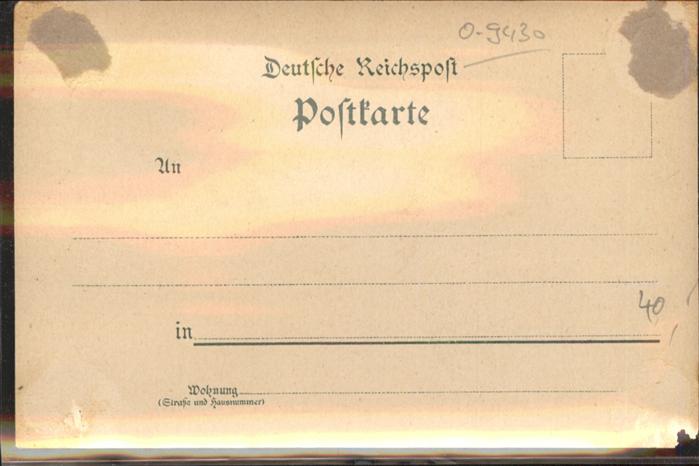 O-9430
Deutsche Reichspost
Postkarte
An
40
in
Wohnung
(Straße und Hausnummer)